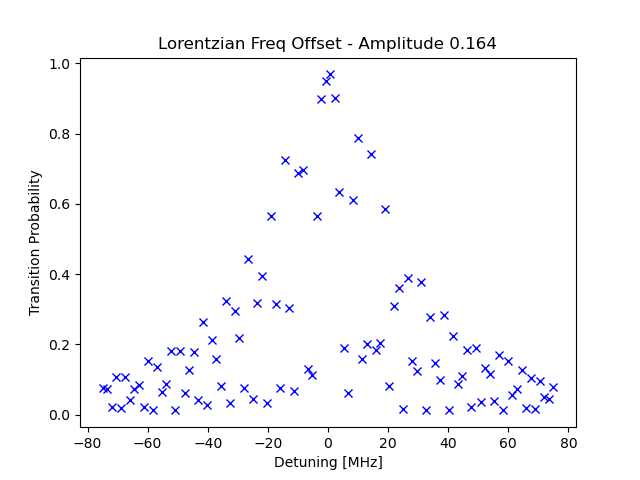 Lorentzian Freq Offset - Amplitude 0.164
1.0
0.8
0.6
0.4
0.2
0.0
Transition Probability
−80 −60 −40 −20 0 20 40 60 80
Detuning [MHz]